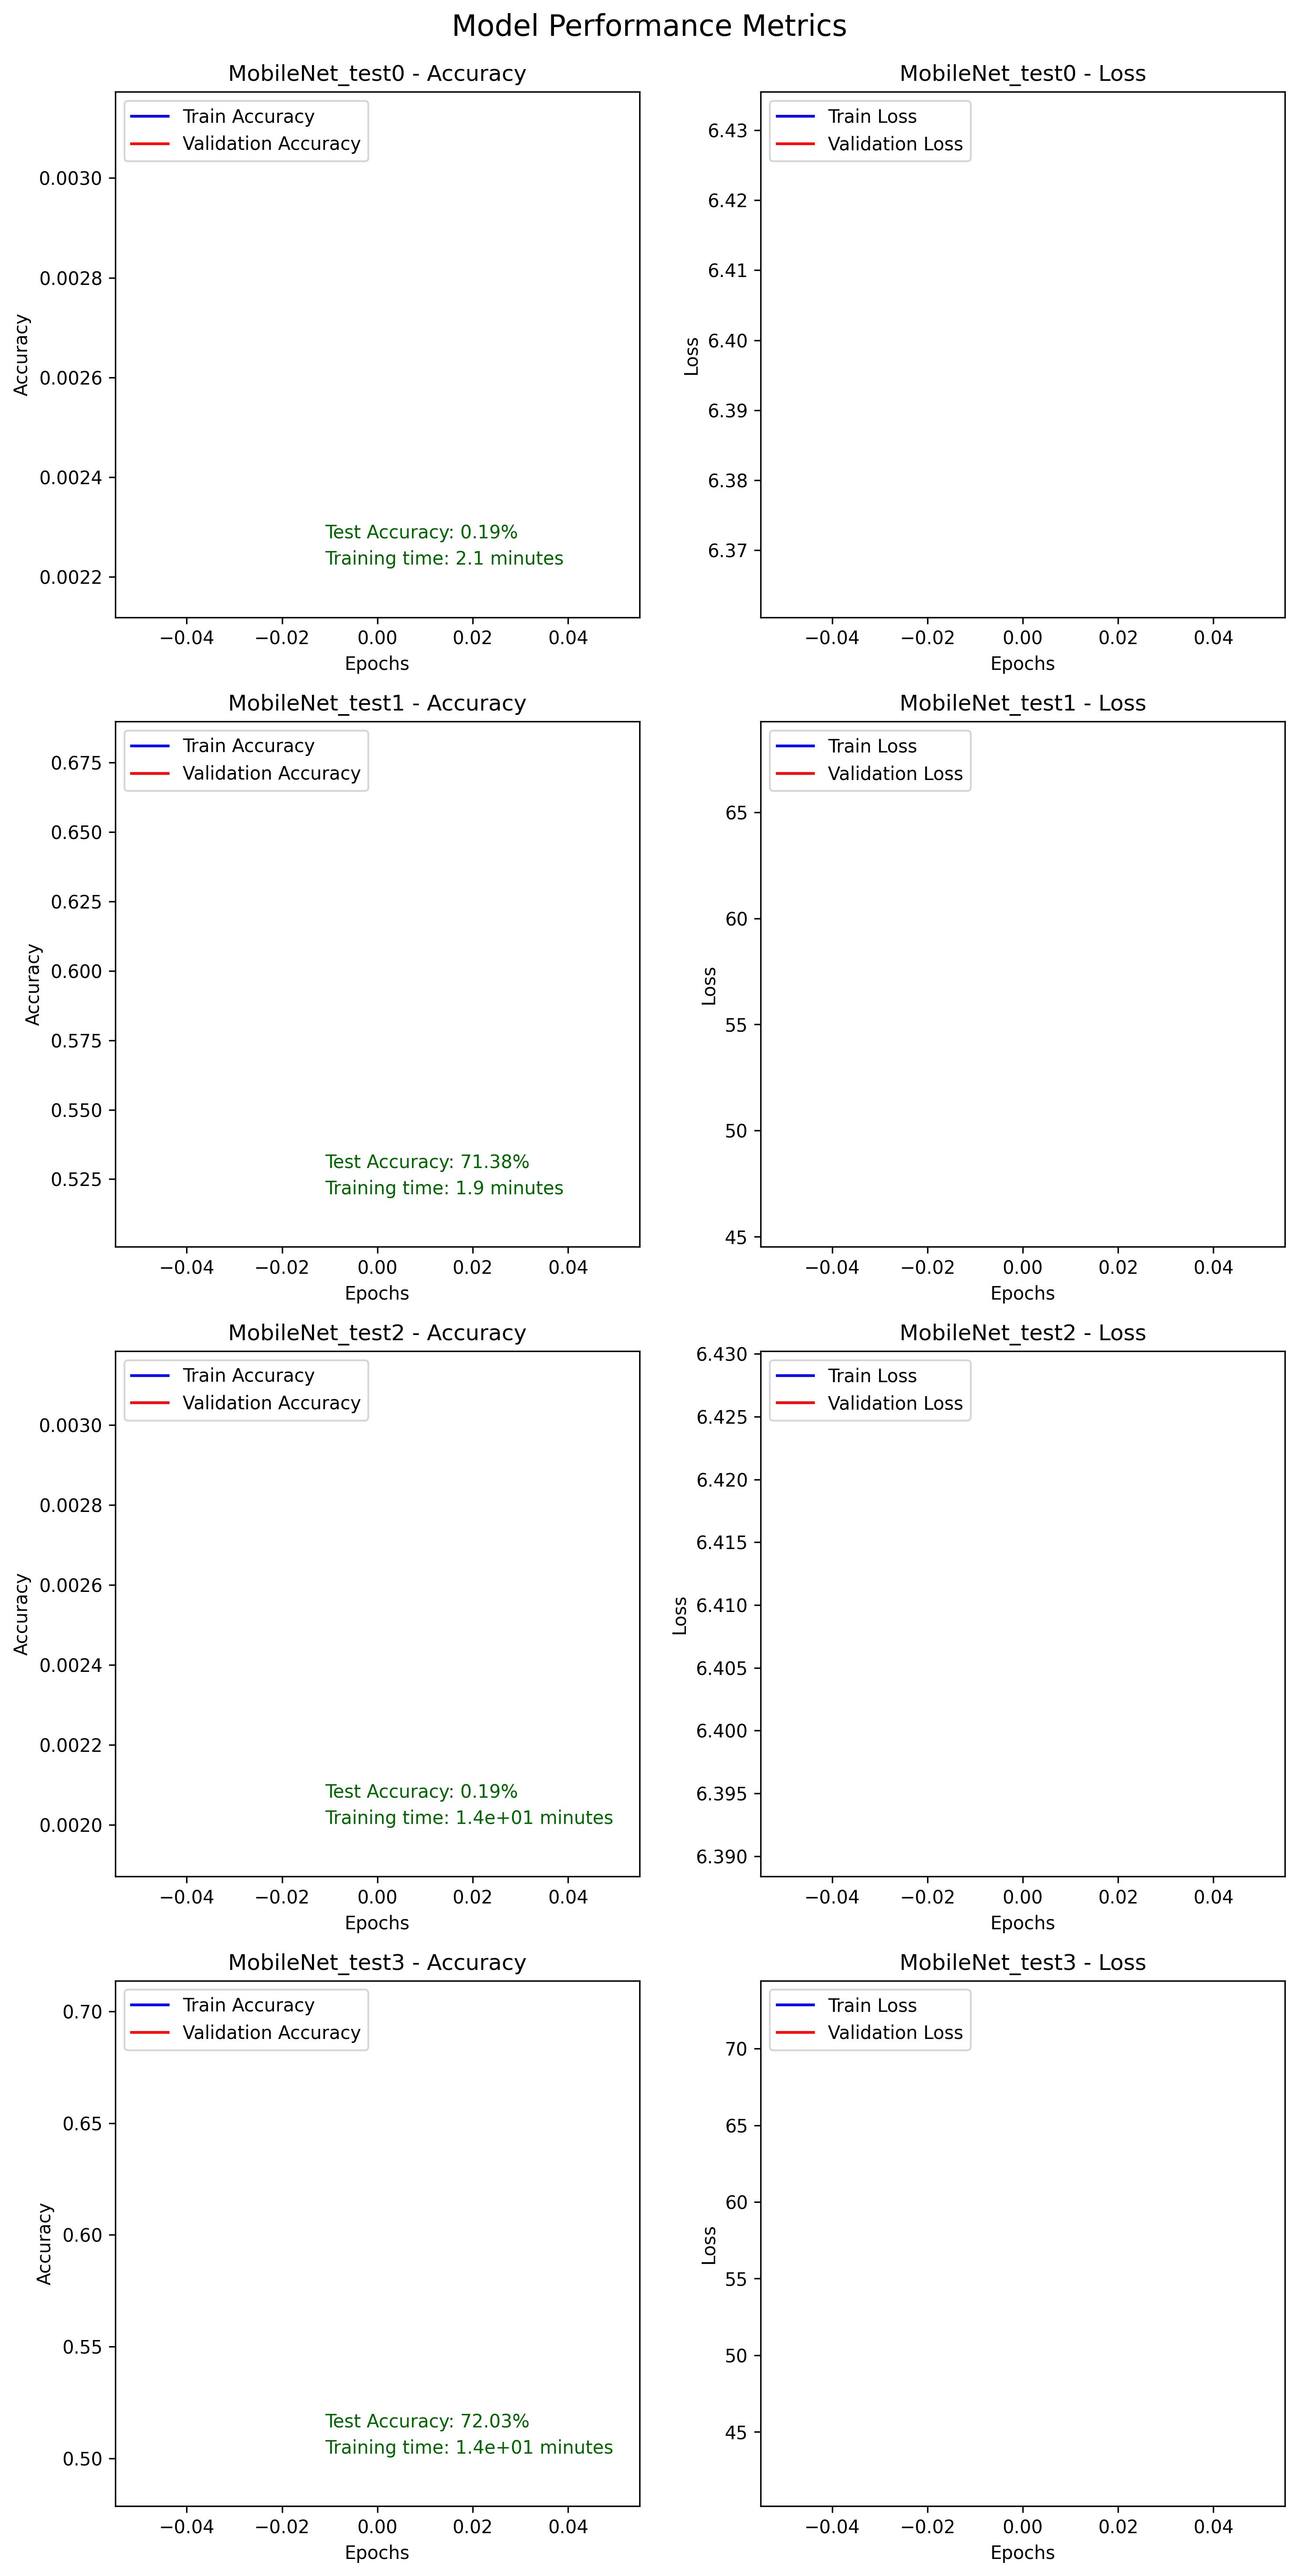 Model Performance Metrics
MobileNet_test0 - Accuracy
Train Accuracy
Validation Accuracy
0.0030
0.0028
0.0026
0.0024
0.0022
Accuracy
Test Accuracy: 0.19%
Training time: 2.1 minutes
−0.04 −0.02 0.00 0.02 0.04
Epochs
MobileNet_test0 - Loss
Train Loss
Validation Loss
6.43
6.42
6.41
6.40
6.39
6.38
6.37
Loss
−0.04 −0.02 0.00 0.02 0.04
Epochs
MobileNet_test1 - Accuracy
Train Accuracy
Validation Accuracy
0.675
0.650
0.625
0.600
0.575
0.550
0.525
Accuracy
Test Accuracy: 71.38%
Training time: 1.9 minutes
−0.04 −0.02 0.00 0.02 0.04
Epochs
MobileNet_test1 - Loss
Train Loss
Validation Loss
65
60
55
50
45
Loss
−0.04 −0.02 0.00 0.02 0.04
Epochs
MobileNet_test2 - Accuracy
Train Accuracy
Validation Accuracy
0.0030
0.0028
0.0026
0.0024
0.0022
0.0020
Accuracy
Test Accuracy: 0.19%
Training time: 1.4e+01 minutes
−0.04 −0.02 0.00 0.02 0.04
Epochs
MobileNet_test2 - Loss
Train Loss
Validation Loss
6.430
6.425
6.420
6.415
6.410
6.405
6.400
6.395
6.390
Loss
−0.04 −0.02 0.00 0.02 0.04
Epochs
MobileNet_test3 - Accuracy
Train Accuracy
Validation Accuracy
0.70
0.65
0.60
0.55
0.50
Accuracy
Test Accuracy: 72.03%
Training time: 1.4e+01 minutes
−0.04 −0.02 0.00 0.02 0.04
Epochs
MobileNet_test3 - Loss
Train Loss
Validation Loss
70
65
60
55
50
45
Loss
−0.04 −0.02 0.00 0.02 0.04
Epochs